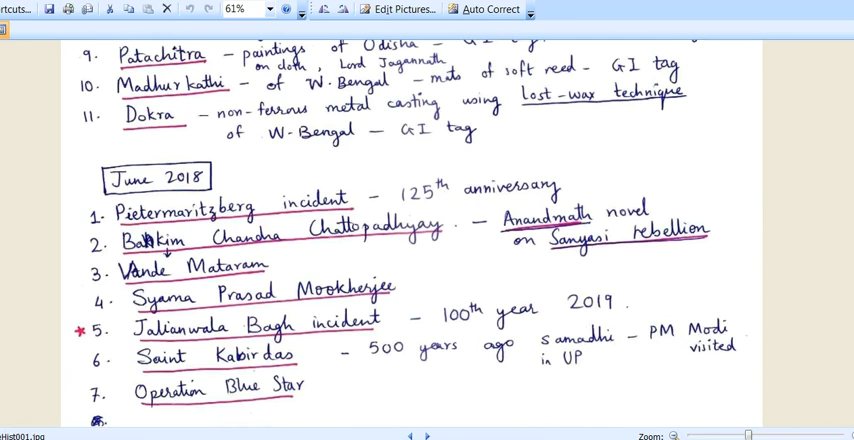 rtcuts...
61%
Edit Pictures...
Auto Correct
9. Patachitra – paintings of Odisha –
on cloth, Lord Jagannath
10. Madhurkathi – of W.Bengal – mats of soft reed – GI tag
11. Dokra – non-ferrous metal casting using Lost-wax technique
of W-Bengal – GI tag
June 2018
1. Pietermaritzberg incident – 125th anniversary
2. Bankim Chandra Chattopadhyay. – Anandmath novel
on Sanyasi rebellion
3. Vande Mataram
4. Syama Prasad Mookherjee
*5. Jalianwala Bagh incident – 100th year 2019.
6. Saint Kabirdas – 500 years ago samadhi – PM Modi
in UP visited
7. Operation Blue Star
eHist001.jpg
Zoom: